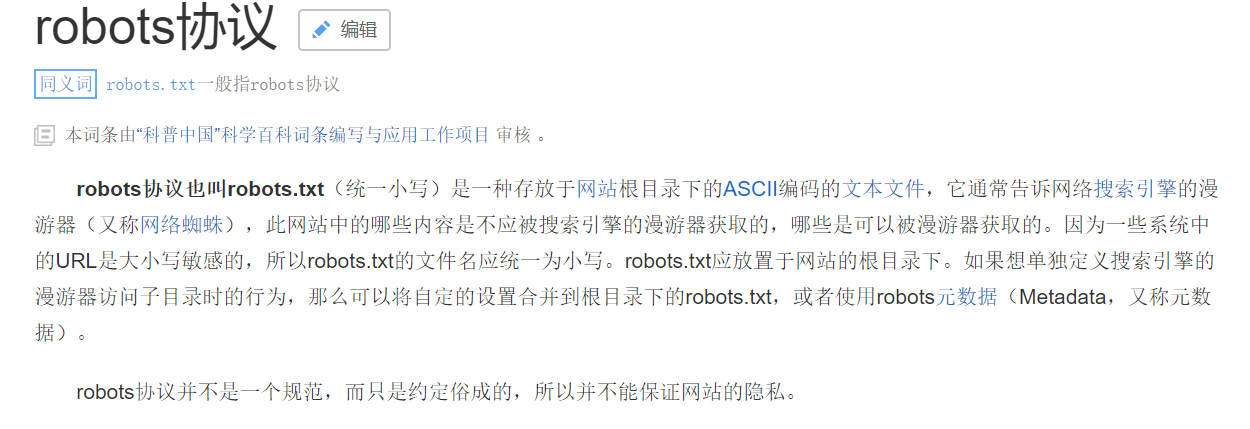 robots协议 编辑
同义词 robots.txt一般指robots协议
本词条由“科普中国”科学百科词条编写与应用工作项目 审核 。
robots协议也叫robots.txt（统一小写）是一种存放于网站根目录下的ASCII编码的文本文件，它通常告诉网络搜索引擎的漫
游器（又称网络蜘蛛），此网站中的哪些内容是不应被搜索引擎的漫游器获取的，哪些是可以被漫游器获取的。因为一些系统中
的URL是大小写敏感的，所以robots.txt的文件名应统一为小写。robots.txt应放置于网站的根目录下。如果想单独定义搜索引擎的
漫游器访问子目录时的行为，那么可以将自定的设置合并到根目录下的robots.txt，或者使用robots元数据（Metadata，又称元数
据）。
robots协议并不是一个规范，而只是约定俗成的，所以并不能保证网站的隐私。